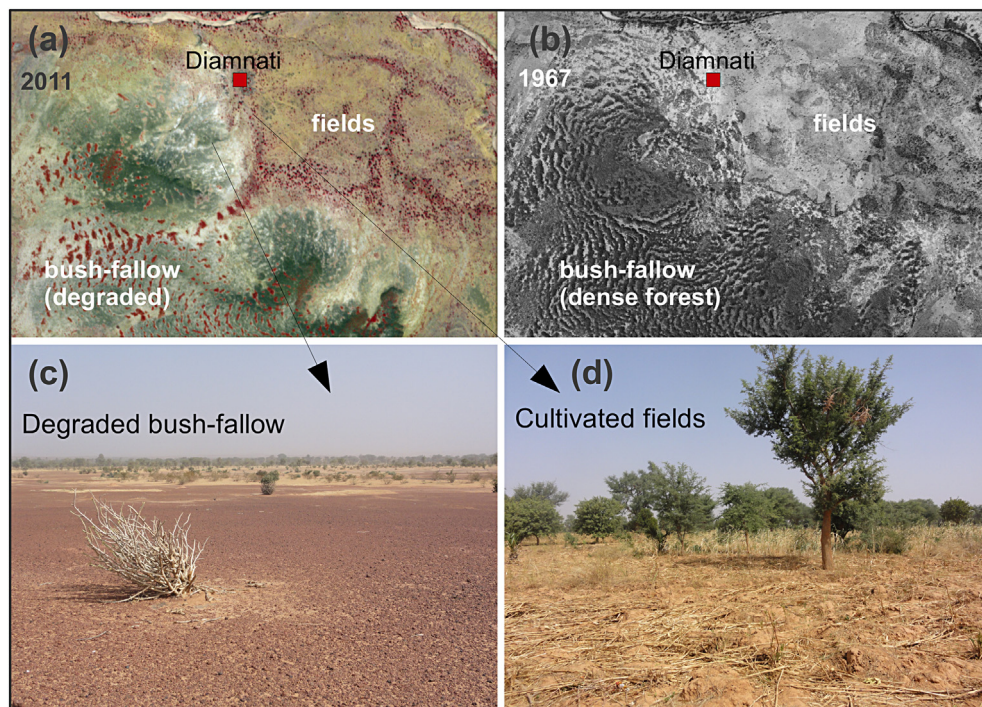 (a)
2011
Diamnati
fields
bush-fallow
(degraded)
(b)
1967
Diamnati
fields
bush-fallow
(dense forest)
(c)
Degraded bush-fallow
(d)
Cultivated fields